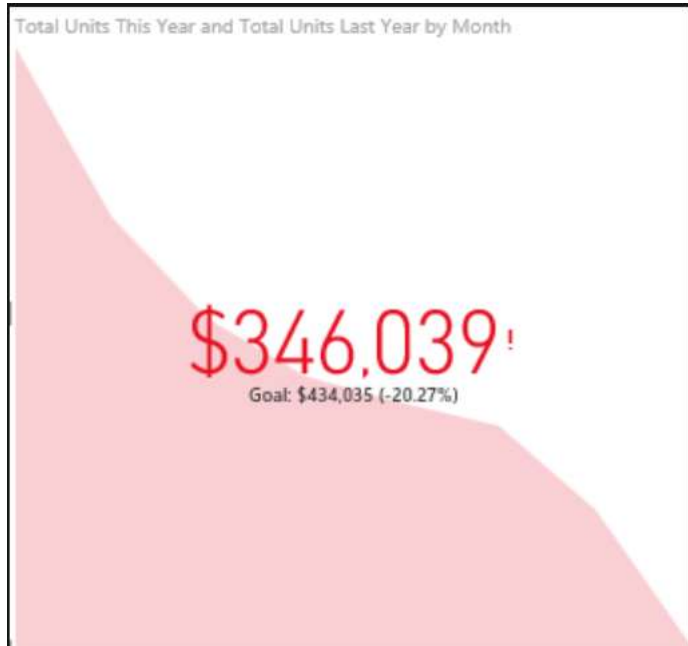 Total Units This Year and Total Units Last Year by Month
$346,039 !
Goal: $434,035 (-20.27%)